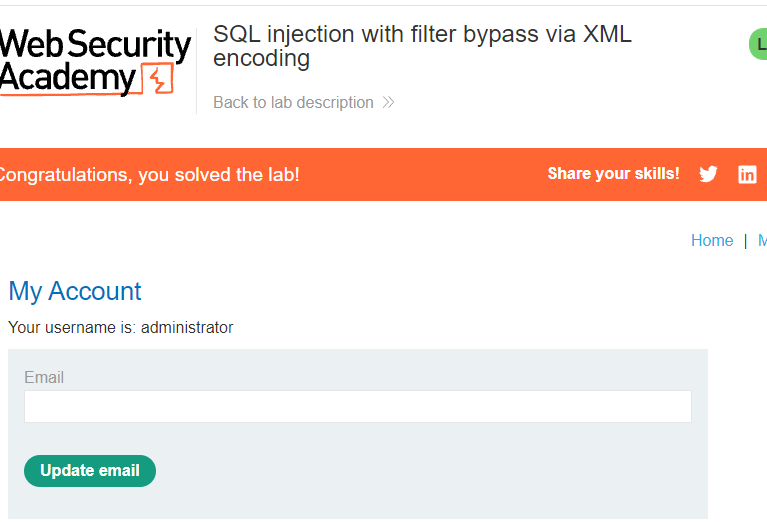 Web Security
Academy
SQL injection with filter bypass via XML
encoding
Back to lab description
L
Congratulations, you solved the lab!
Share your skills!
in
Home | M
My Account
Your username is: administrator
Email
Update email